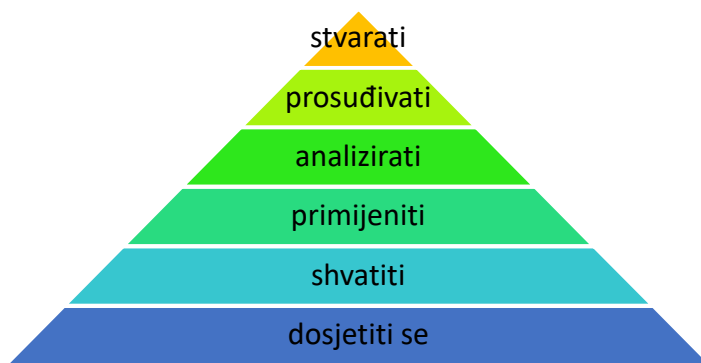 stvarati
prosuđivati
analizirati
primijeniti
shvatiti
dosjetiti se